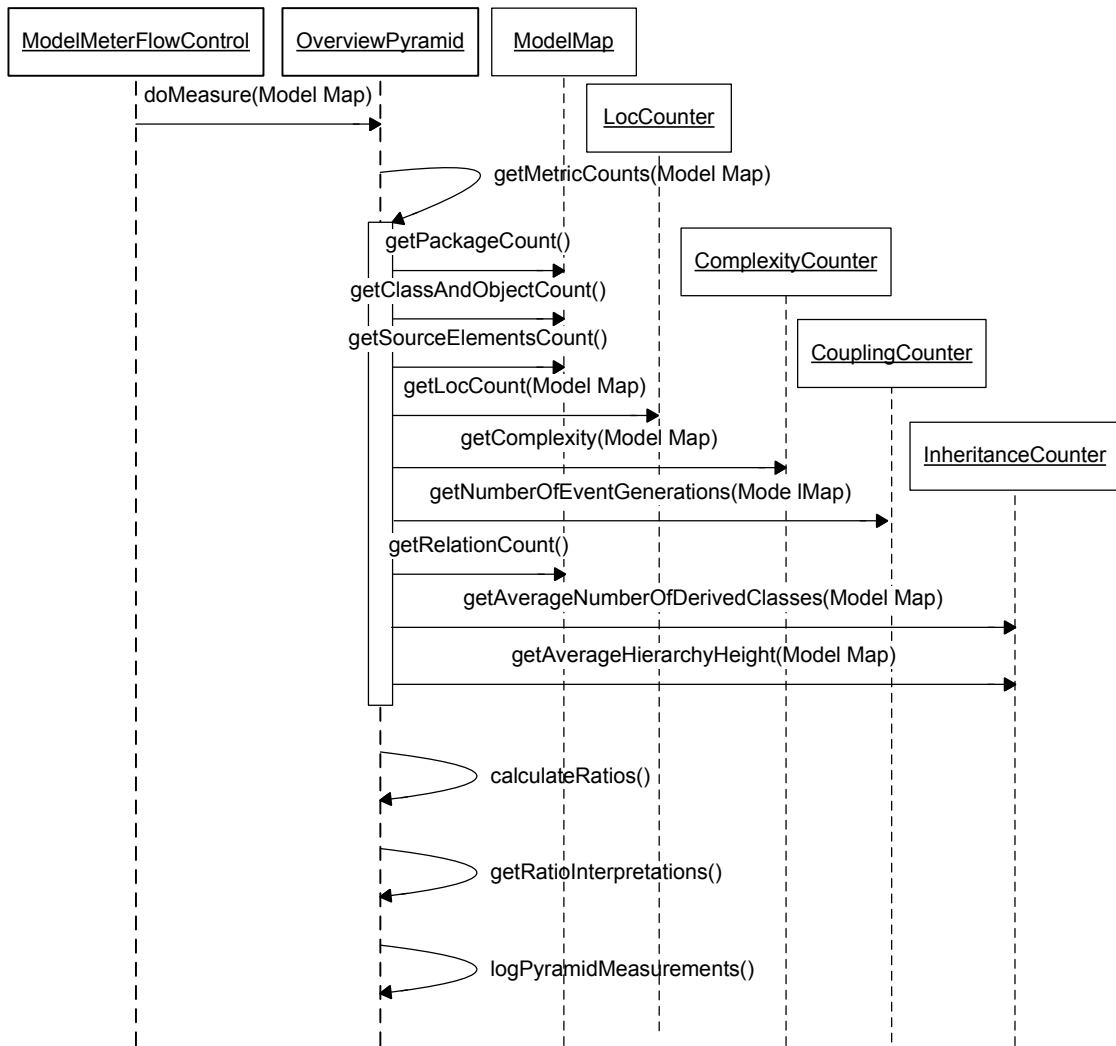 ModelMeterFlowControl
OverviewPyramid
ModelMap
doMeasure(Model Map)
LocCounter
getMetricCounts(Model Map)
getPackageCount()
ComplexityCounter
getClassAndObjectCount()
getSourceElementsCount()
CouplingCounter
getLocCount(Model Map)
getComplexity(Model Map)
InheritanceCounter
getNumberOfEventGenerations(Mode lMap)
getRelationCount()
getAverageNumberOfDerivedClasses(Model Map)
getAverageHierarchyHeight(Model Map)
calculateRatios()
getRatioInterpretations()
logPyramidMeasurements()